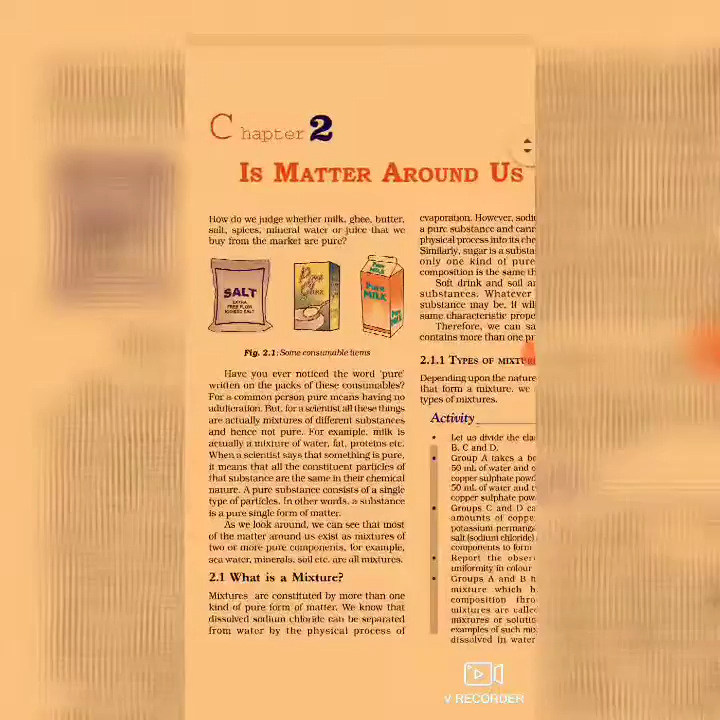 Chapter 2
IS MATTER AROUND US
How do we judge whether milk, ghee, butter,
salt, spices, mineral water or juice that we
buy from the market are pure?
SALT
EXTRA
FREE FLOW
IODISED SALT
Pure
Ghee
Pure
MILK
Pure
MILK
Fig. 2.1: Some consumable items
Have you ever noticed the word 'pure'
written on the packs of these consumables?
For a common person pure means having no
adulteration. But, for a scientist all these things
are actually mixtures of different substances
and hence not pure. For example, milk is
actually a mixture of water, fat, proteins etc.
When a scientist says that something is pure,
it means that all the constituent particles of
that substance are the same in their chemical
nature. A pure substance consists of a single
type of particles. In other words, a substance
is a pure single form of matter.
As we look around, we can see that most
of the matter around us exist as mixtures of
two or more pure components, for example,
sea water, minerals, soil etc. are all mixtures.
2.1 What is a Mixture?
Mixtures are constituted by more than one
kind of pure form of matter. We know that
dissolved sodium chloride can be separated
from water by the physical process of
evaporation. However, sodi
a pure substance and cann
physical process into its che
Similarly, sugar is a substa
only one kind of pure
composition is the same th
Soft drink and soil ar
substances. Whatever
substance may be, it will
same characteristic prope
Therefore, we can sa
contains more than one pu
2.1.1 TYPES OF MIXTU
Depending upon the nature
that form a mixture, we
types of mixtures.
Activity
• Let us divide the clas
B, C and D.
• Group A takes a be
50 mL of water and o
copper sulphate powd
50 mL of water and t
copper sulphate powd
• Groups C and D ca
amounts of coppe
potassium permanga
salt (sodium chloride)
components to form
• Report the obser
uniformity in colour
• Groups A and B h
mixture which h
composition thro
mixtures are calle
mixtures or solutio
examples of such mix
dissolved in water
V RECORDER